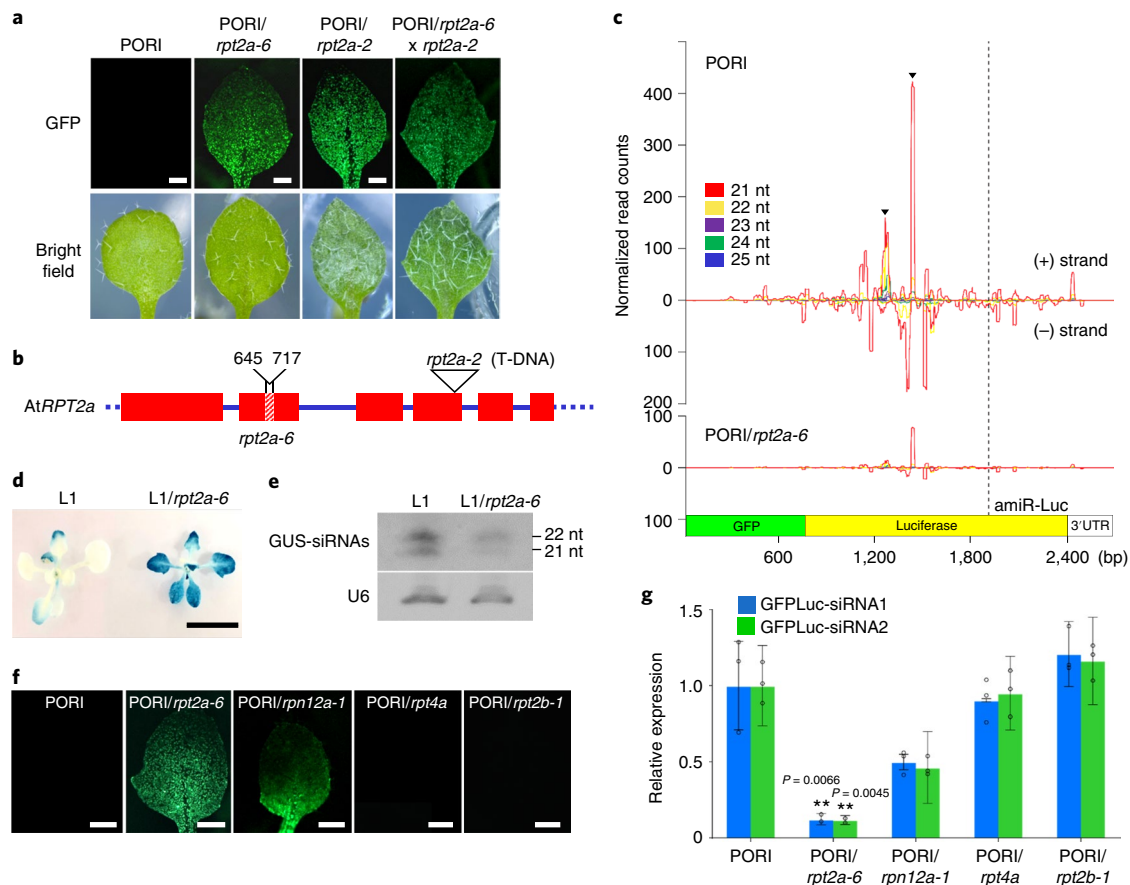 a
PORI
PORI/
rpt2a-6
PORI/
rpt2a-2
PORI/rpt2a-6
x rpt2a-2
GFP
Bright
field
b
645 717
rpt2a-2 (T-DNA)
AtRPT2a
rpt2a-6
c
PORI
Normalized read counts
400
300
200
100
0
100
200
21 nt
22 nt
23 nt
24 nt
25 nt
(+) strand
(–) strand
100
0
100
PORI/rpt2a-6
amiR-Luc
GFP
Luciferase
3′UTR
600 1,200 1,800 2,400 (bp)
d
L1 L1/rpt2a-6
e
L1 L1/rpt2a-6
GUS-siRNAs
22 nt
21 nt
U6
f
PORI
PORI/rpt2a-6
PORI/rpn12a-1
PORI/rpt4a
PORI/rpt2b-1
g
GFPLuc-siRNA1
GFPLuc-siRNA2
Relative expression
1.5
1.0
0.5
0
P = 0.0066
P = 0.0045
** **
PORI
PORI/
rpt2a-6
PORI/
rpn12a-1
PORI/
rpt4a
PORI/
rpt2b-1